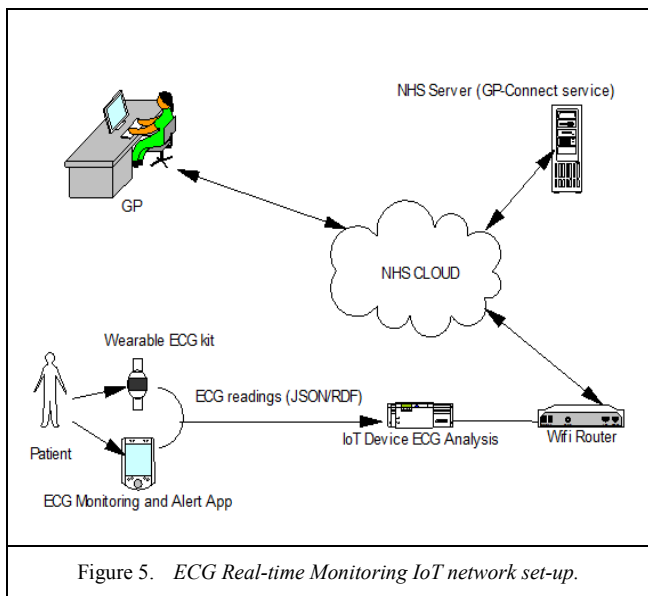 NHS Server (GP-Connect service)
GP
NHS CLOUD
Wearable ECG kit
ECG readings (JSON/RDF)
Patient
IoT Device ECG Analysis
Wifi Router
ECG Monitoring and Alert App
Figure 5. ECG Real-time Monitoring IoT network set-up.